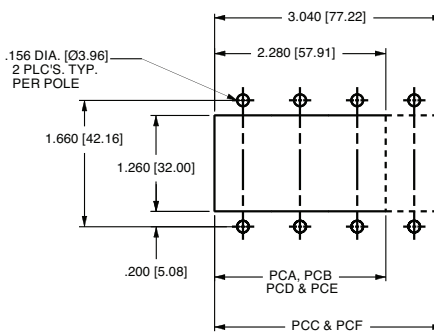 3.040 [77.22]
2.280 [57.91]
.156 DIA. [Ø3.96]
2 PLC'S. TYP.
PER POLE
1.660 [42.16]
1.260 [32.00]
.200 [5.08]
PCA, PCB
PCD & PCE
PCC & PCF